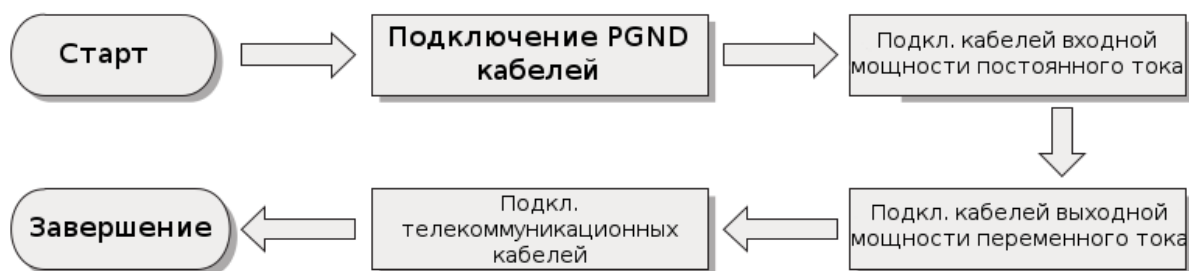 Старт
Подключение PGND
кабелей
Подкл. кабелей входной
мощности постоянного тока
Подкл. кабелей выходной
мощности переменного тока
Подкл.
телекоммуникационных
кабелей
Завершение